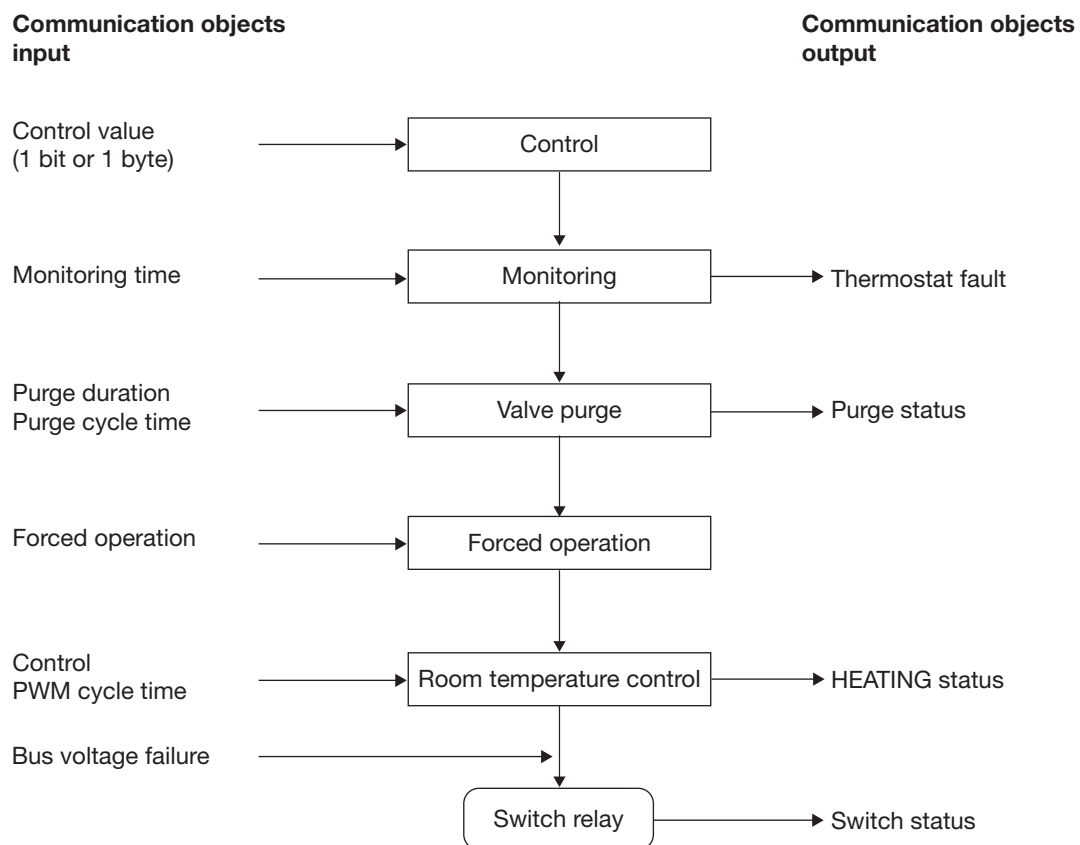 Communication objects
input
Communication objects
output
Control value
(1 bit or 1 byte)
Control
Monitoring time
Monitoring
Thermostat fault
Purge duration
Purge cycle time
Valve purge
Purge status
Forced operation
Forced operation
Control
PWM cycle time
Room temperature control
HEATING status
Bus voltage failure
Switch relay
Switch status